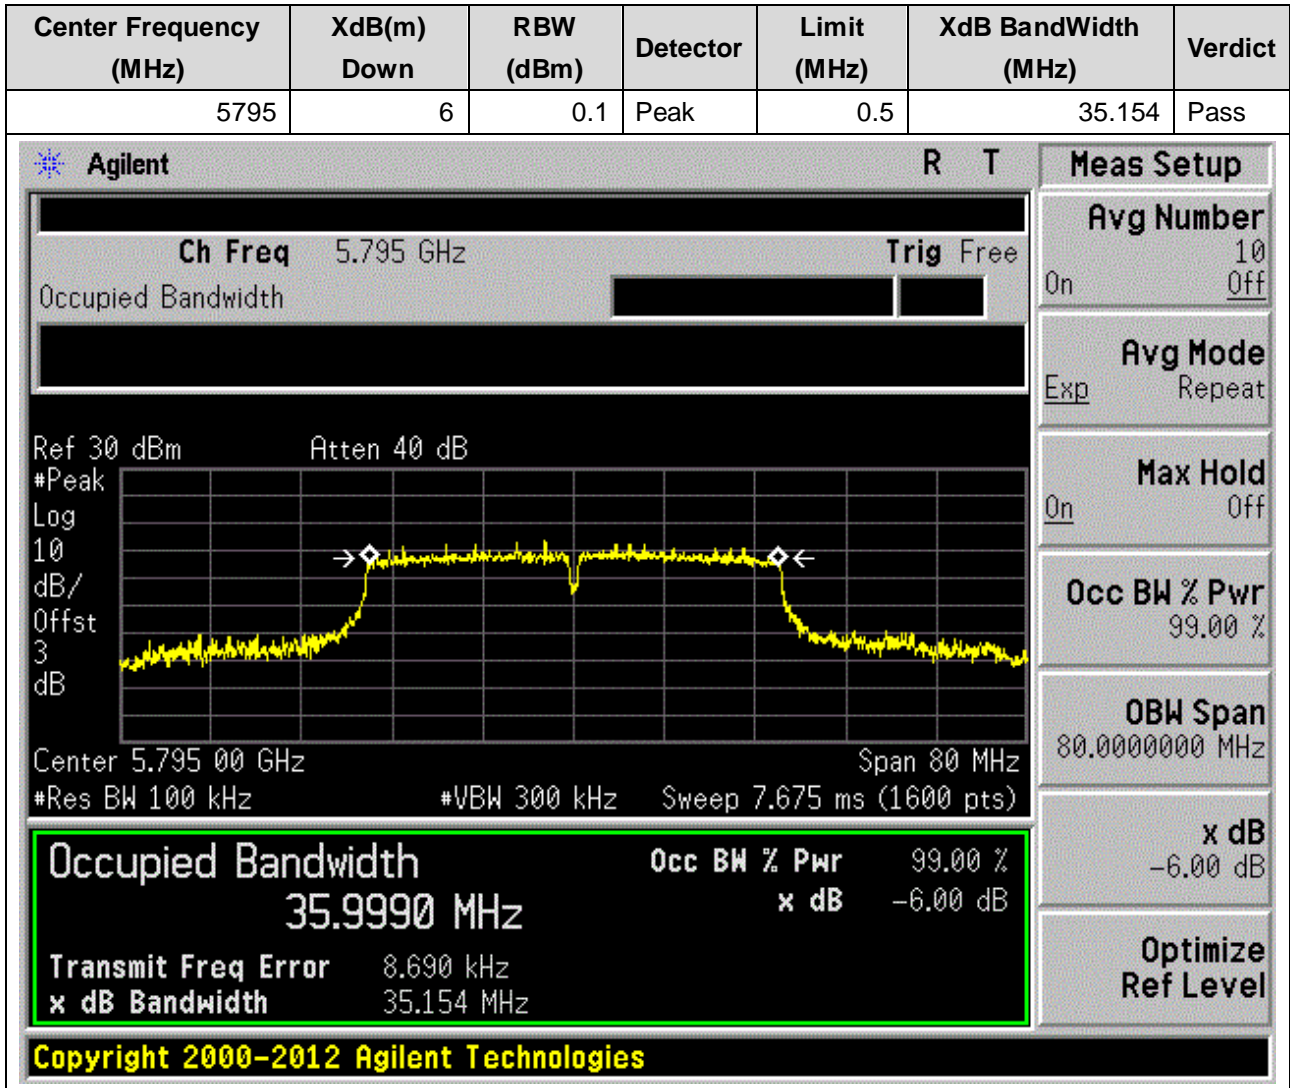 Center Frequency (MHz) XdB(m) Down RBW (dBm) Detector Limit (MHz) XdB BandWidth (MHz) Verdict
5795 6 0.1 Peak 0.5 35.154 Pass
Agilent R T
Ch Freq 5.795 GHz Trig Free
Occupied Bandwidth
Ref 30 dBm Atten 40 dB
#Peak
Log
10
dB/
Offst
3
dB
Center 5.795 00 GHz Span 80 MHz
#Res BW 100 kHz #VBW 300 kHz Sweep 7.675 ms (1600 pts)
Occupied Bandwidth Occ BW % Pwr 99.00 %
35.9990 MHz x dB -6.00 dB
Transmit Freq Error 8.690 kHz
x dB Bandwidth 35.154 MHz
Copyright 2000-2012 Agilent Technologies
Meas Setup
Avg Number
10
On Off
Avg Mode
Exp Repeat
Max Hold
On Off
Occ BW % Pwr
99.00 %
OBW Span
80.0000000 MHz
x dB
-6.00 dB
Optimize
Ref Level